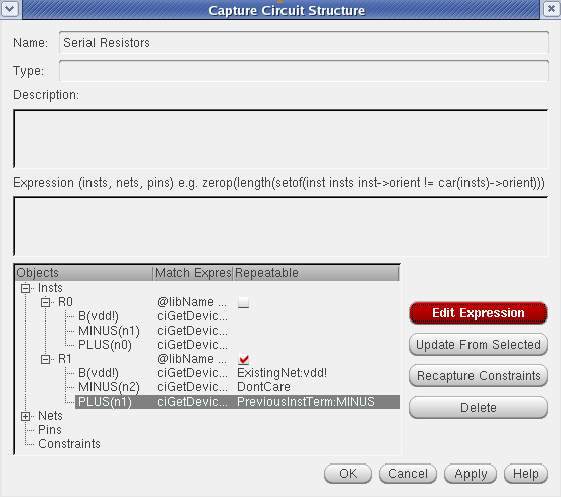 Capture Circuit Structure
Name: Serial Resistors
Type:
Description:
Expression (insts, nets, pins) e.g. zerop(length(setof(inst insts inst->orient != car(insts)->orient)))
Objects Match Expres Repeatable
Insts
R0 @libName ...
B(vdd!) ciGetDevic...
MINUS(n1) ciGetDevic...
PLUS(n0) ciGetDevic...
R1 @libName ...
B(vdd!) ciGetDevic... ExistingNet:vdd!
MINUS(n2) ciGetDevic... DontCare
PLUS(n1) ciGetDevic... PreviousInstTerm:MINUS
Nets
Pins
Constraints
Edit Expression
Update From Selected
Recapture Constraints
Delete
OK Cancel Apply Help